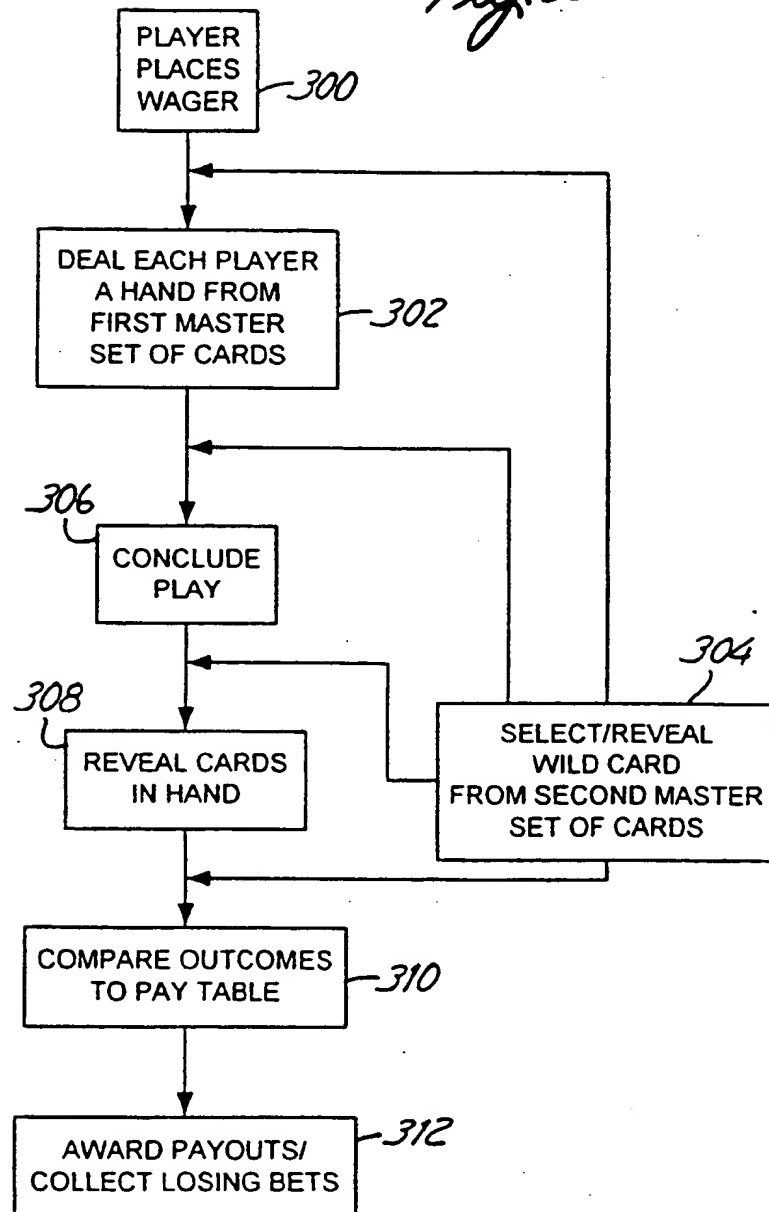 PLAYER
PLACES
WAGER
300
DEAL EACH PLAYER
A HAND FROM
FIRST MASTER
SET OF CARDS
302
306
CONCLUDE
PLAY
304
SELECT/REVEAL
WILD CARD
FROM SECOND MASTER
SET OF CARDS
308
REVEAL CARDS
IN HAND
COMPARE OUTCOMES
TO PAY TABLE
310
AWARD PAYOUTS/
COLLECT LOSING BETS
312